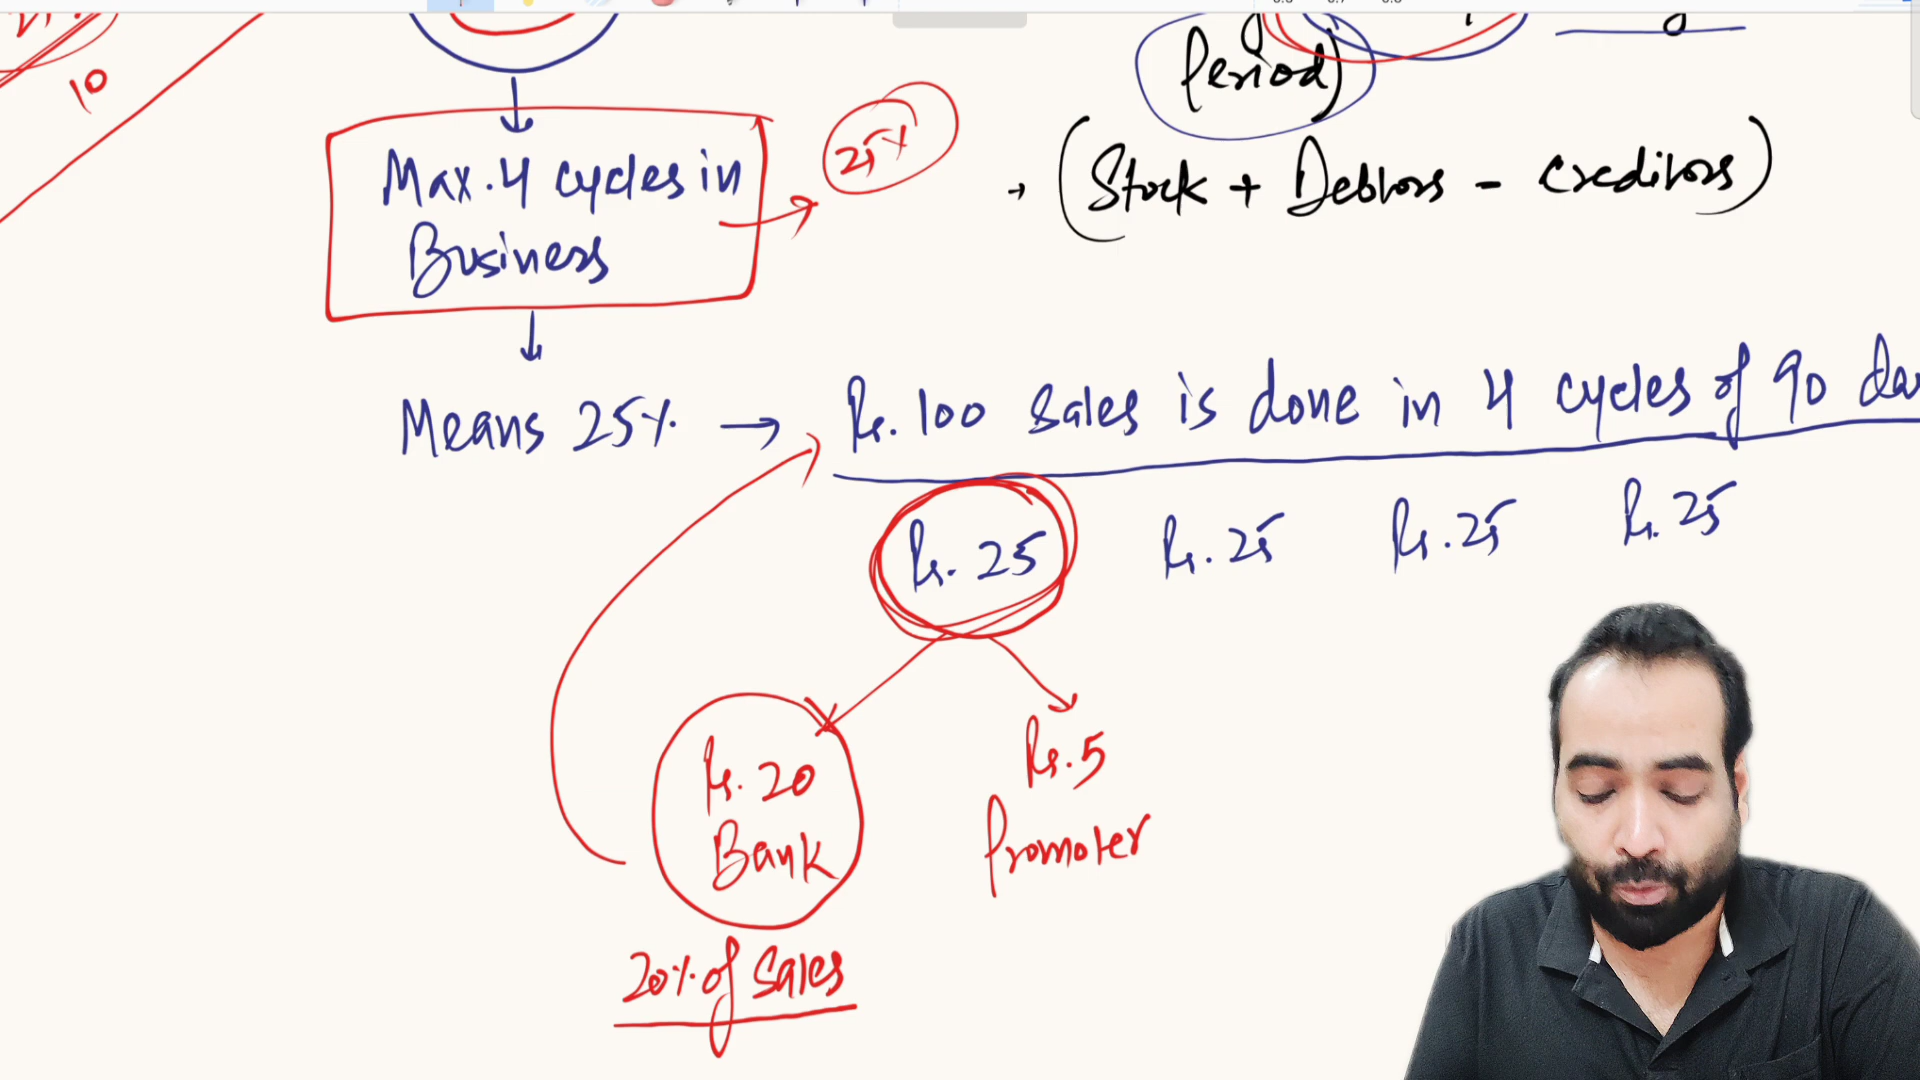 10
Period)
Max. 4 cycles in
Business
25%
→ (Stock + Debtors - creditors)
Means 25% → Rs. 100 Sales is done in 4 cycles of 90 da
Rs. 25 Rs. 25 Rs. 25 Rs. 25
Rs. 20
Bank
Rs. 5
Promoter
20% of Sales